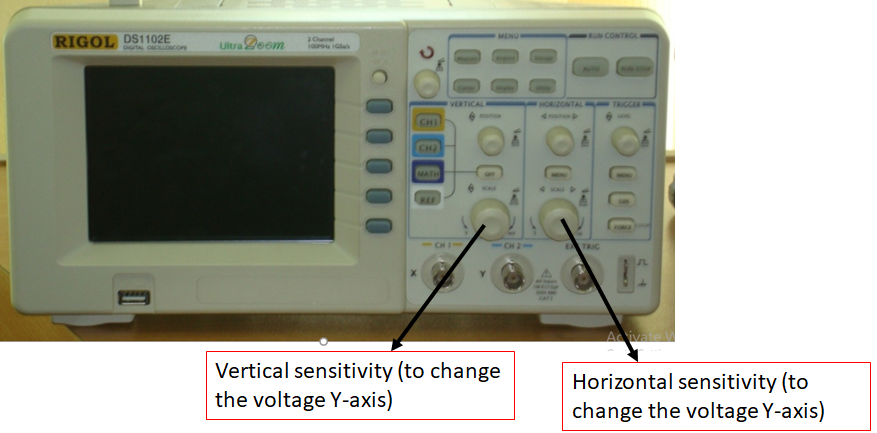 RIGOL DS1102E
DIGITAL OSCILLOSCOPE
Ultra Zoom
2 Channel
100MHz 1GSa/s
MENU
RUN CONTROL
AUTO
RUN/STOP
VERTICAL
HORIZONTAL
TRIGGER
POSITION
POSITION
LEVEL
CH1
CH2
MATH
REF
OFF
MENU
MENU
SCALE
SCALE
CH 1
CH 2
EXT TRIG
X
Y
Vertical sensitivity (to change
the voltage Y-axis)
Horizontal sensitivity (to
change the voltage Y-axis)